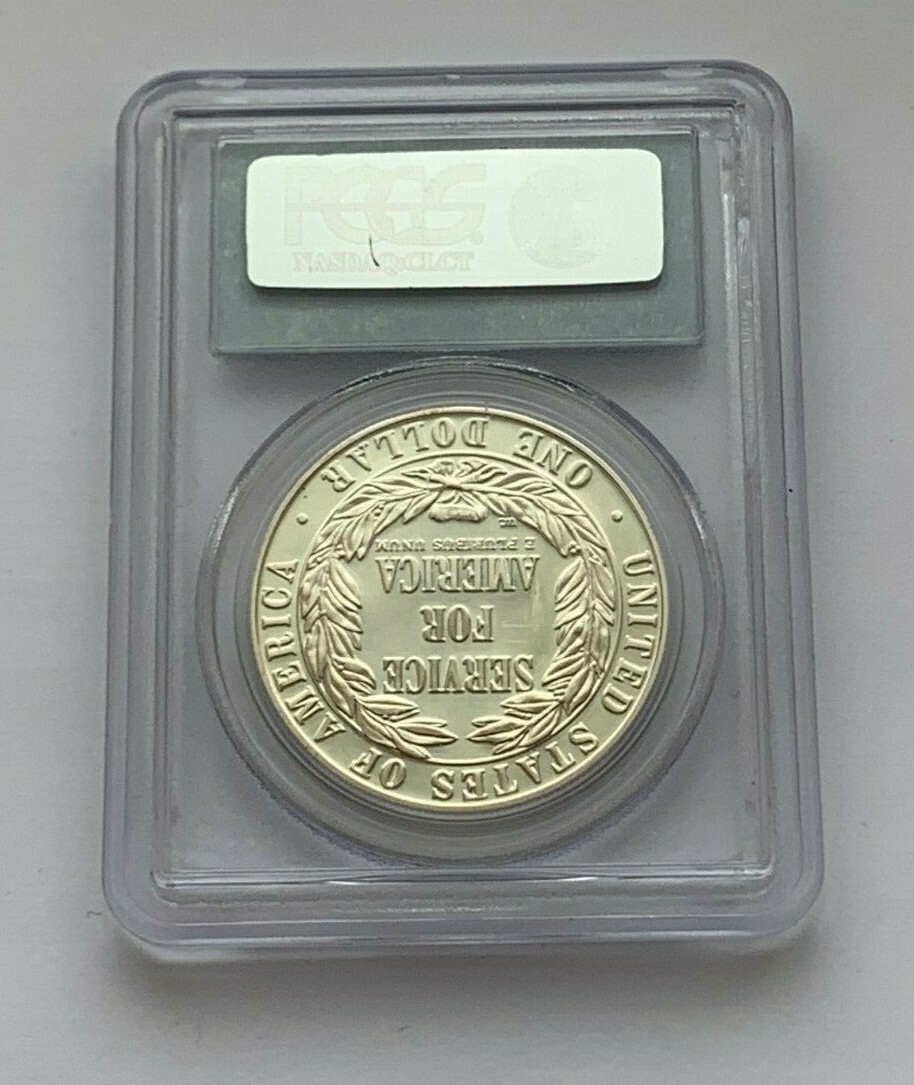 PCGS
NASDAQ:CLCT
UNITED STATES OF AMERICA
SERVICE
FOR
AMERICA
E PLURIBUS UNUM
ONE DOLLAR